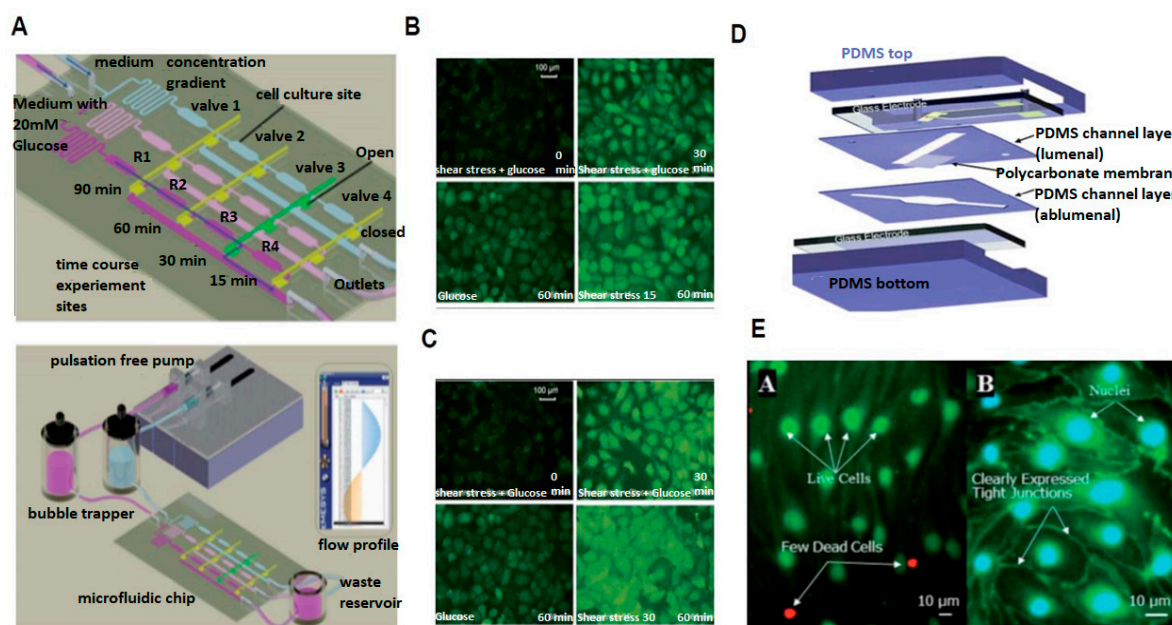 A
medium
concentration
gradient
valve 1
cell culture site
Medium with
20mM
Glucose
valve 2
R1
valve 3
Open
R2
valve 4
90 min
R3
closed
60 min
R4
30 min
15 min
Outlets
time course
experiement
sites
pulsation free pump
bubble trapper
flow profile
microfluidic chip
waste
reservoir
B
100 µm
0
min
shear stress + glucose
30
min
shear stress + glucose
Glucose
60 min
Shear stress 15
60 min
C
100 µm
0
min
shear stress + Glucose
30
min
shear stress + Glucose
Glucose
60 min
Shear stress 30
60 min
D
PDMS top
Glass Electrode
PDMS channel layer
(lumenal)
Polycarbonate membran
PDMS channel layer
(ablumenal)
Glass Electrode
PDMS bottom
E
A
Live Cells
Few Dead Cells
10 µm
B
Nuclei
Clearly Expressed
Tight Junctions
10 µm